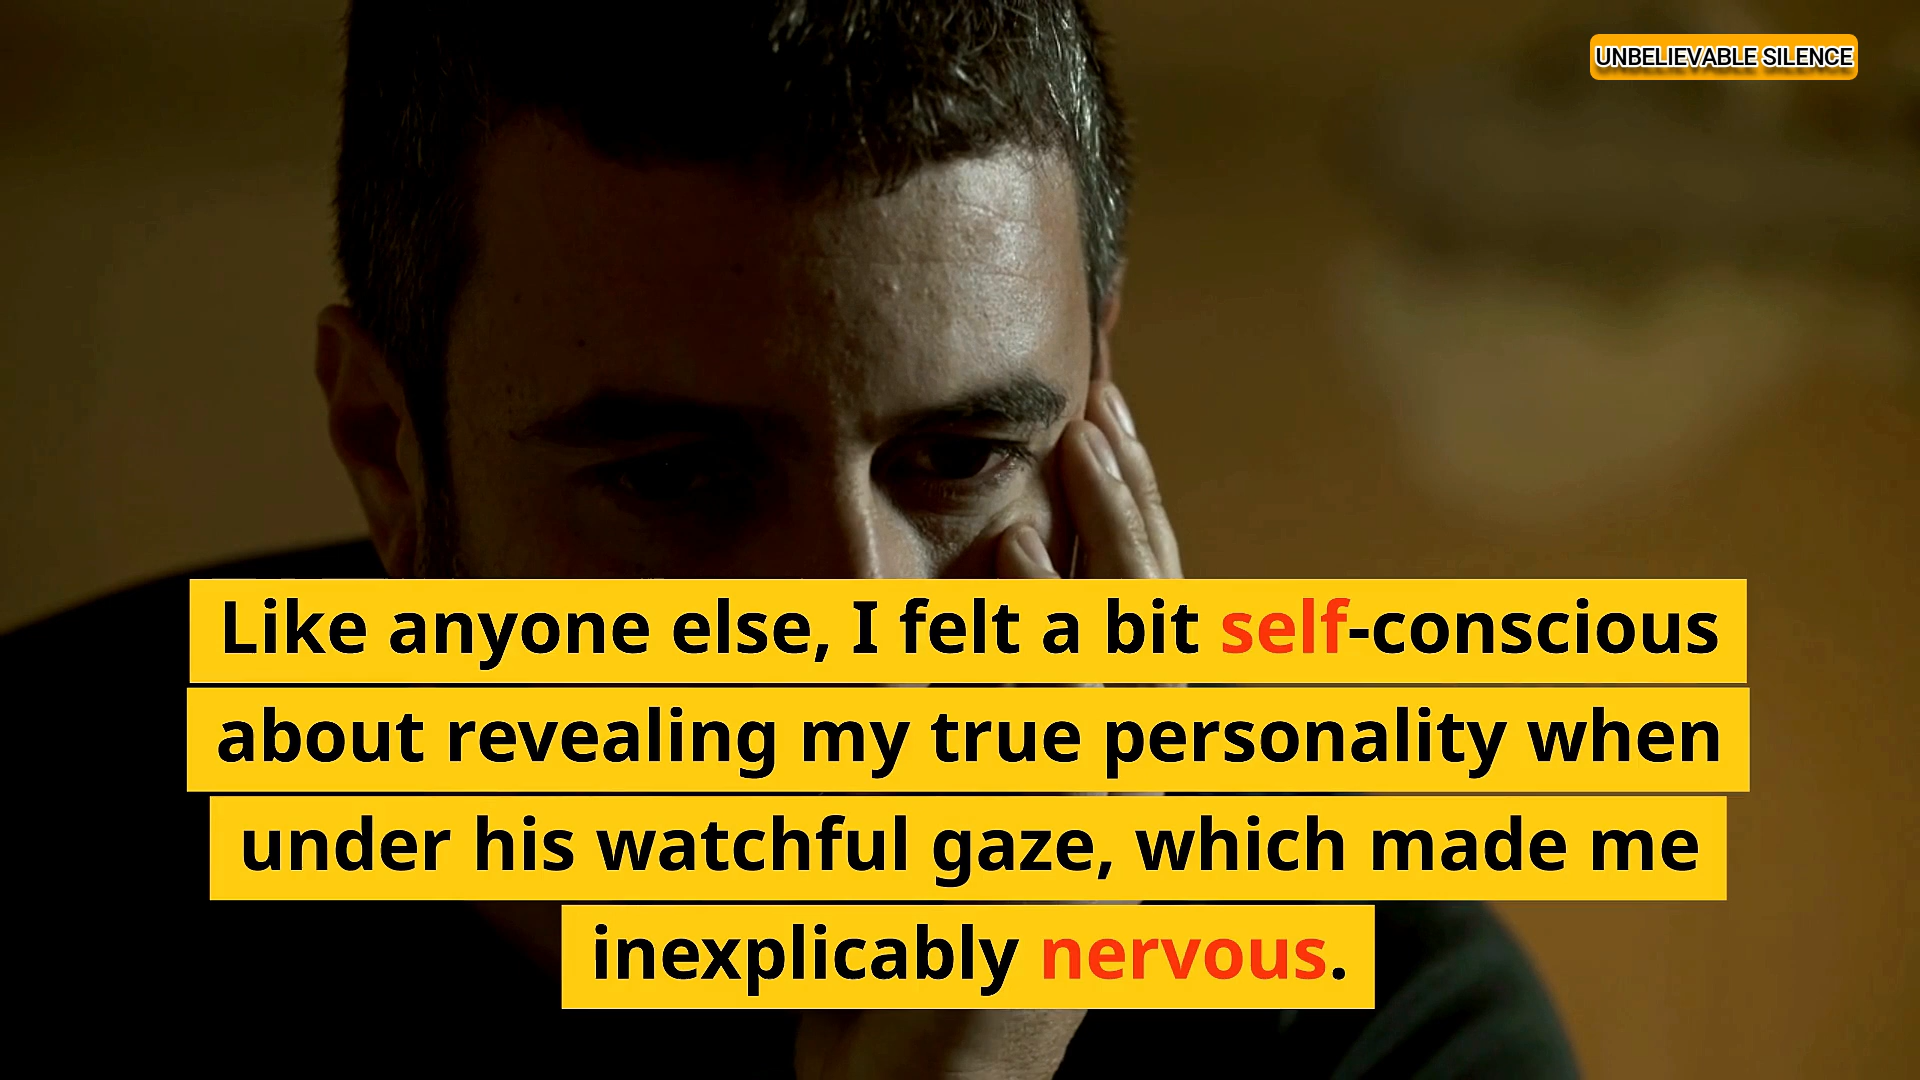 UNBELIEVABLE SILENCE
Like anyone else, I felt a bit self-conscious
about revealing my true personality when
under his watchful gaze, which made me
inexplicably nervous.